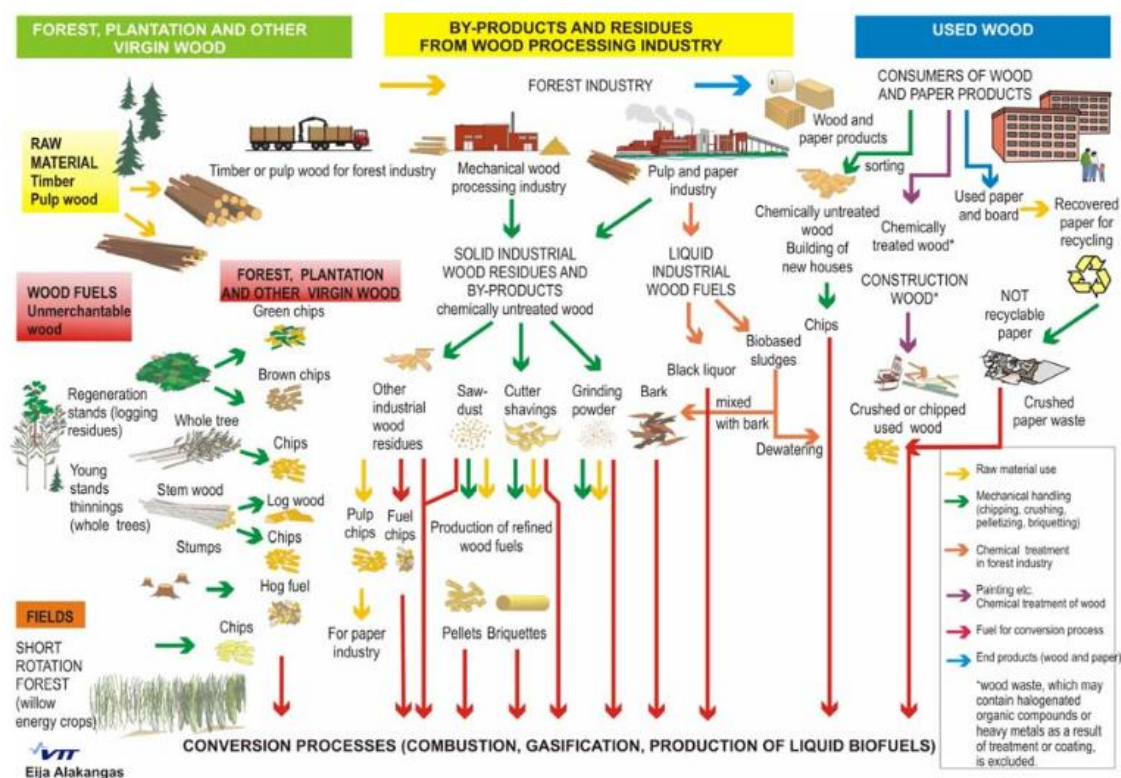 FOREST, PLANTATION AND OTHER
VIRGIN WOOD
BY-PRODUCTS AND RESIDUES
FROM WOOD PROCESSING INDUSTRY
USED WOOD
RAW
MATERIAL
Timber
Pulp wood
FOREST INDUSTRY
Timber or pulp wood for forest industry
Mechanical wood
processing industry
Pulp and paper
industry
Wood and
paper products
CONSUMERS OF WOOD
AND PAPER PRODUCTS
sorting
Chemically untreated
wood
Building of
new houses
Chemically
treated wood*
Used paper
and board
Recovered
paper for
recycling
WOOD FUELS
Unmerchantable
wood
FOREST, PLANTATION
AND OTHER VIRGIN WOOD
SOLID INDUSTRIAL
WOOD RESIDUES AND
BY-PRODUCTS
chemically untreated wood
LIQUID
INDUSTRIAL
WOOD FUELS
CONSTRUCTION
WOOD*
NOT
recyclable
paper
Green chips
Brown chips
Regeneration
stands (logging
residues)
Whole tree
Chips
Young
stands
thinnings
(whole trees)
Stem wood
Log wood
Chips
Stumps
Hog fuel
Other
industrial
wood
residues
Saw-
dust
Cutter
shavings
Grinding
powder
Bark
Black liquor
Biobased
sludges
mixed
with bark
Dewatering
Chips
Crushed or chipped
used wood
Crushed
paper waste
Pulp
chips
Fuel
chips
Production of refined
wood fuels
For paper
industry
Pellets
Briquettes
FIELDS
Chips
SHORT
ROTATION
FOREST
(willow
energy crops)
Raw material use
Mechanical handling
(chipping, crushing,
pelletizing, briquetting)
Chemical treatment
in forest industry
Painting etc.
Chemical treatment of wood
Fuel for conversion process
End products (wood and paper)
*wood waste, which may
contain halogenated
organic compounds or
heavy metals as a result
of treatment or coating,
is excluded.
CONVERSION PROCESSES (COMBUSTION, GASIFICATION, PRODUCTION OF LIQUID BIOFUELS)
VTT
Eija Alakangas